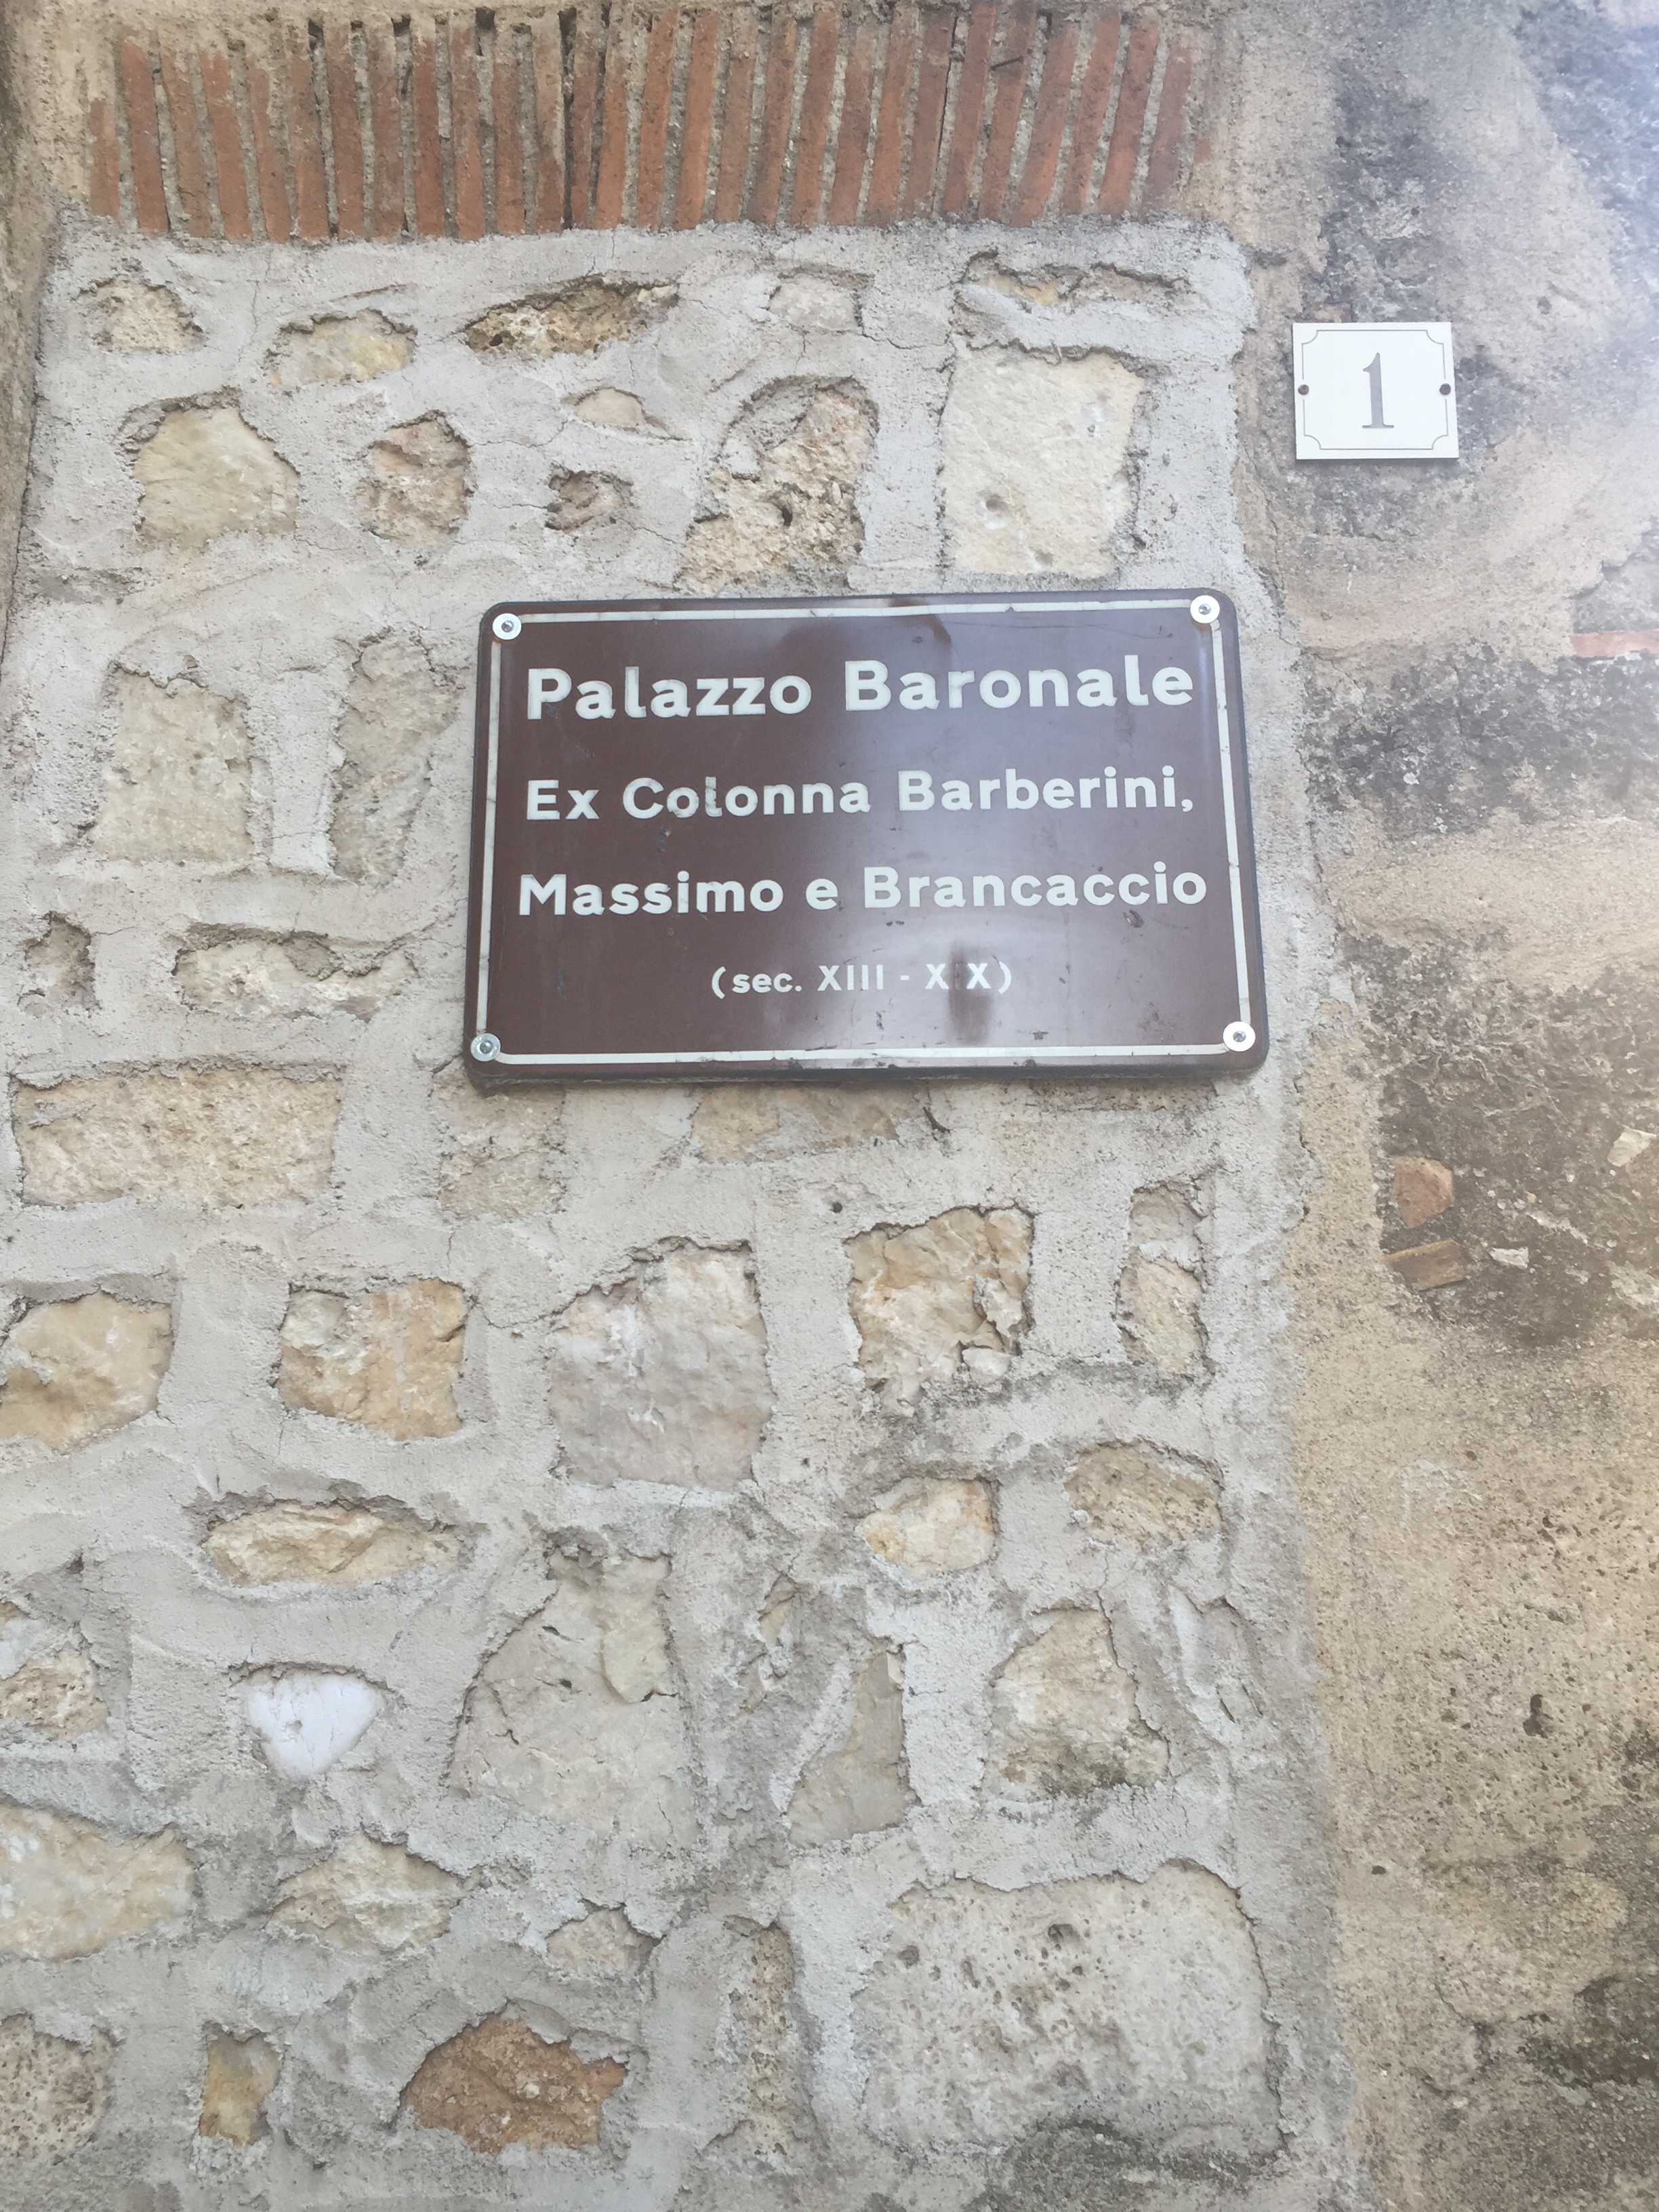 1
Palazzo Baronale
Ex Colonna Barberini,
Massimo e Brancaccio
(sec. XIII - XIX)